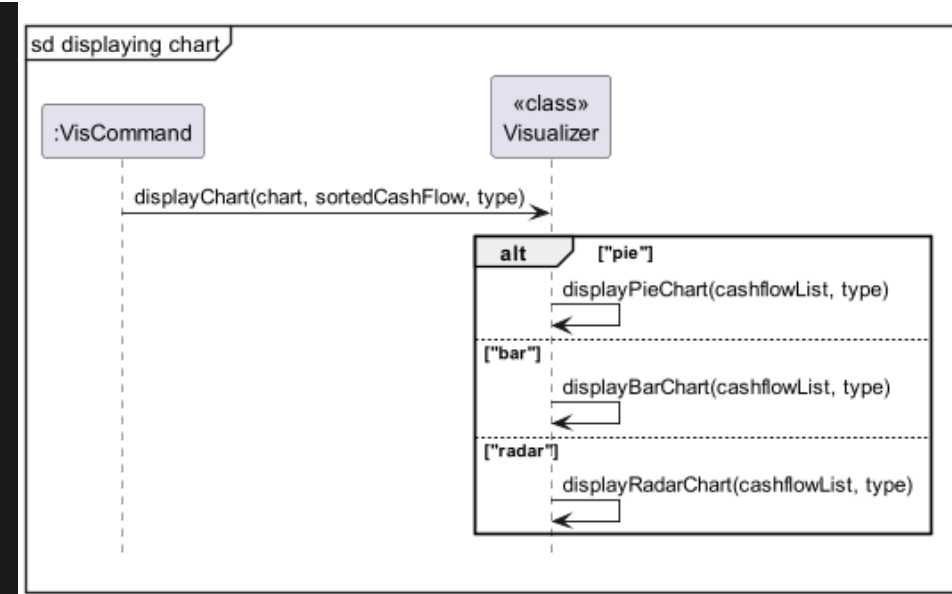 sd displaying chart
«class»
:VisCommand
Visualizer
displayChart(chart, sortedCashFlow, type)
alt
["pie"]
displayPieChart(cashflowList, type)
["bar"]
displayBarChart(cashflowList, type)
["radar"]
displayRadarChart(cashflowList, type)